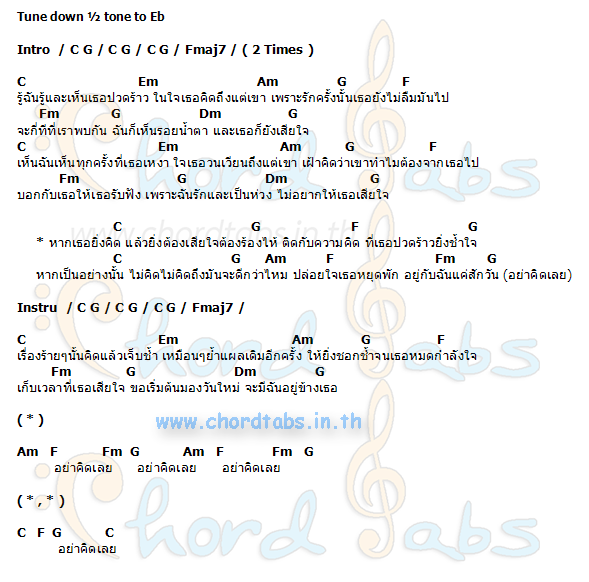 Tune down ½ tone to Eb
Intro / C G / C G / C G / Fmaj7 / ( 2 Times )
C Em Am G F
รู้ฉันรู้และเห็นเธอปวดร้าว ในใจเธอคิดถึงแต่เขา เพราะรักครั้งนั้นเธอยังไม่ลืมมันไป
Fm G Dm G
จะกี่ทีที่เราพบกัน ฉันก็เห็นรอยน้ำตา และเธอก็ยังเสียใจ
C Em Am G F
เห็นฉันเห็นทุกครั้งที่เธอเหงา ใจเธอวนเวียนถึงแต่เขา เฝ้าคิดว่าเขาทำไมต้องจากเธอไป
Fm G Dm G
บอกกับเธอให้เธอรับฟัง เพราะฉันรักและเป็นห่วง ไม่อยากให้เธอเสียใจ
C G F G
* หากเธอยิ่งคิด แล้วยิ่งต้องเสียใจต้องร้องไห้ ติดกับความคิด ที่เธอปวดร้าวยิ่งช้ำใจ
C G Am F Fm G
หากเป็นอย่างนั้น ไม่คิดไม่คิดถึงมันจะดีกว่าไหม ปล่อยใจเธอหยุดพัก อยู่กับฉันแค่สักวัน (อย่าคิดเลย)
Instru / C G / C G / C G / Fmaj7 /
C Em Am G F
เรื่องร้ายๆนั้นคิดแล้วเจ็บช้ำ เหมือนๆย้ำแผลเดิมอีกครั้ง ให้ยิ่งชอกช้ำจนเธอหมดกำลังใจ
Fm G Dm G
เก็บเวลาที่เธอเสียใจ ขอเริ่มต้นมองวันใหม่ จะมีฉันอยู่ข้างเธอ
( * )
www.chordtabs.in.th
Am F Fm G Am F Fm G
อย่าคิดเลย อย่าคิดเลย อย่าคิดเลย
( * , * )
C F G C
อย่าคิดเลย